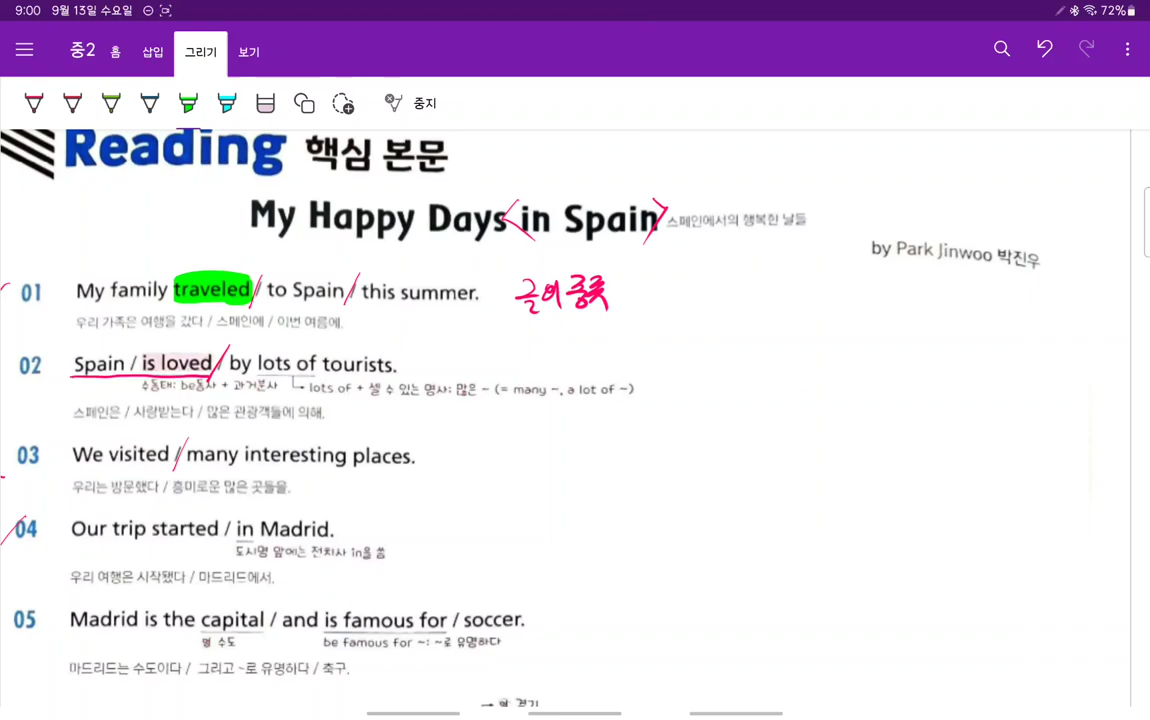 9:00 9월 13일 수요일 72%
중2 홈 삽입 그리기 보기
중지
Reading 핵심 본문
My Happy Days in Spain 스페인에서의 행복한 날들
by Park Jinwoo 박진우
01 My family traveled / to Spain / this summer. 글의 종류
우리 가족은 여행을 갔다 / 스페인에 / 이번 여름에.
02 Spain / is loved / by lots of tourists.
수동태: be동사 + 과거분사 lots of + 셀 수 있는 명사: 많은 ~ (= many ~, a lot of ~)
스페인은 / 사랑받는다 / 많은 관광객들에 의해.
03 We visited / many interesting places.
우리는 방문했다 / 흥미로운 많은 곳들을.
04 Our trip started / in Madrid.
도시명 앞에는 전치사 in을 씀
우리 여행은 시작됐다 / 마드리드에서.
05 Madrid is the capital / and is famous for / soccer.
명 수도 be famous for ~: ~로 유명하다
마드리드는 수도이다 / 그리고 ~로 유명하다 / 축구.
→ 명 경기